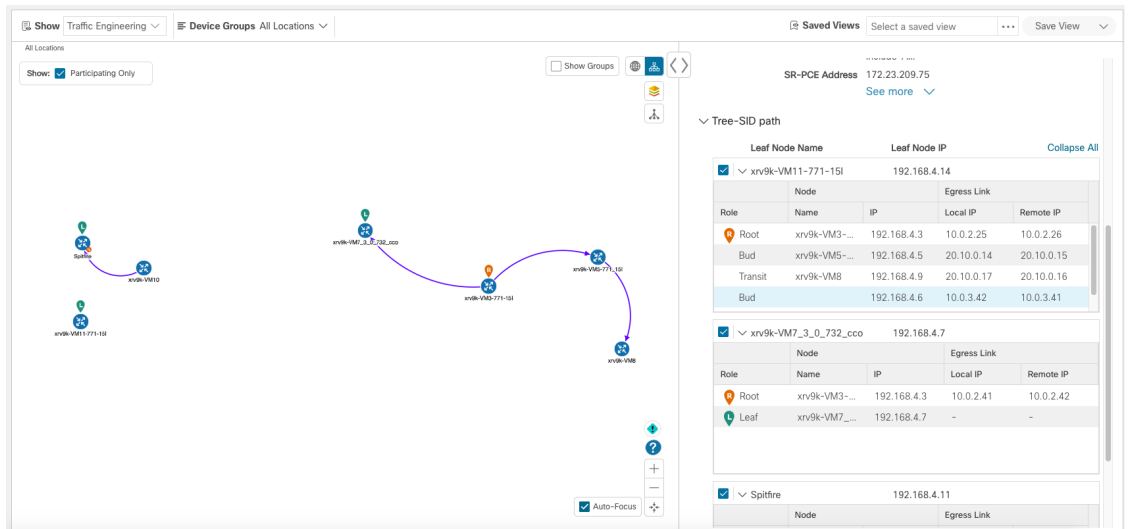 Show Traffic Engineering Device Groups All Locations Saved Views Select a saved view ... Save View
All Locations
Show: Participating Only
Show Groups
SR-PCE Address 172.23.209.75
See more
Tree-SID path
Leaf Node Name Leaf Node IP Collapse All
xrv9k-VM11-771-15I 192.168.4.14
Node Egress Link
Role Name IP Local IP Remote IP
R Root xrv9k-VM3-... 192.168.4.3 10.0.2.25 10.0.2.26
Bud xrv9k-VM5-... 192.168.4.5 20.10.0.14 20.10.0.15
Transit xrv9k-VM8 192.168.4.9 20.10.0.17 20.10.0.16
Bud 192.168.4.6 10.0.3.42 10.0.3.41
xrv9k-VM7_3_0_732_cco 192.168.4.7
Node Egress Link
Role Name IP Local IP Remote IP
R Root xrv9k-VM3-... 192.168.4.3 10.0.2.41 10.0.2.42
L Leaf xrv9k-VM7_... 192.168.4.7 - -
Spitfire 192.168.4.11
Node Egress Link
L
Spitfire
xrv9k-VM10
L
xrv9k-VM11-771-15I
L
xrv9k-VM7_3_0_732_cco
R
xrv9k-VM3-771-15I
xrv9k-VM5-771_15I
xrv9k-VM8
?
Auto-Focus